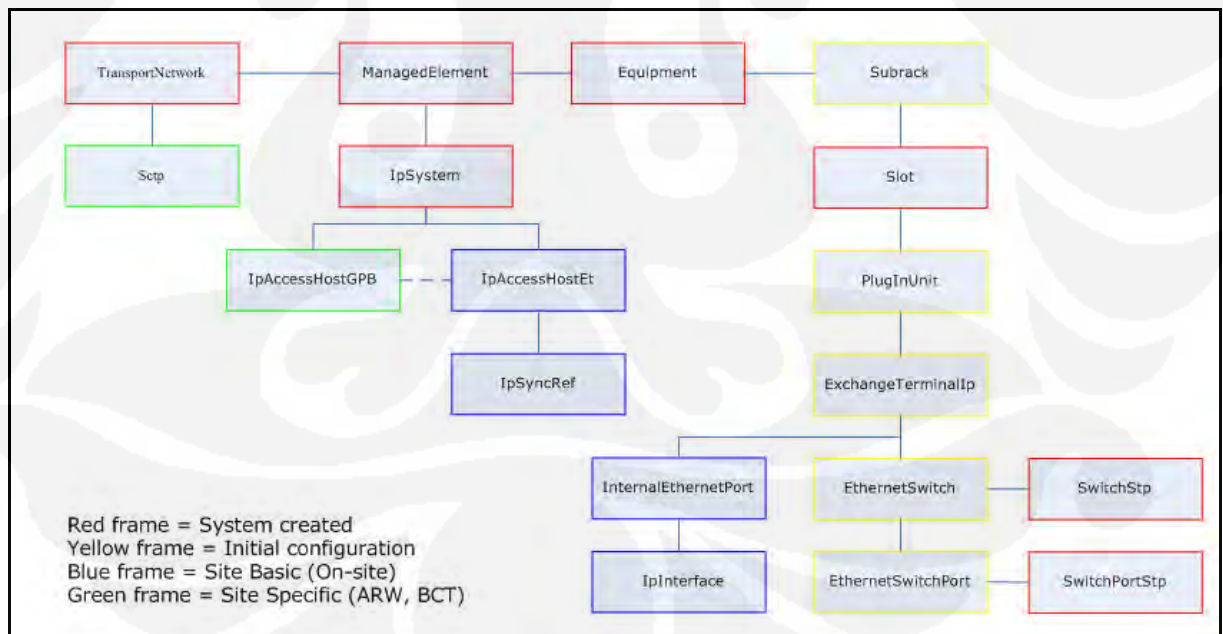 TransportNetwork
ManagedElement
Equipment
Subrack
Sctp
IpSystem
Slot
IpAccessHostGPB
IpAccessHostEt
PlugInUnit
IpSyncRef
ExchangeTerminalIp
InternalEthernetPort
EthernetSwitch
SwitchStp
IpInterface
EthernetSwitchPort
SwitchPortStp
Red frame = System created
Yellow frame = Initial configuration
Blue frame = Site Basic (On-site)
Green frame = Site Specific (ARW, BCT)